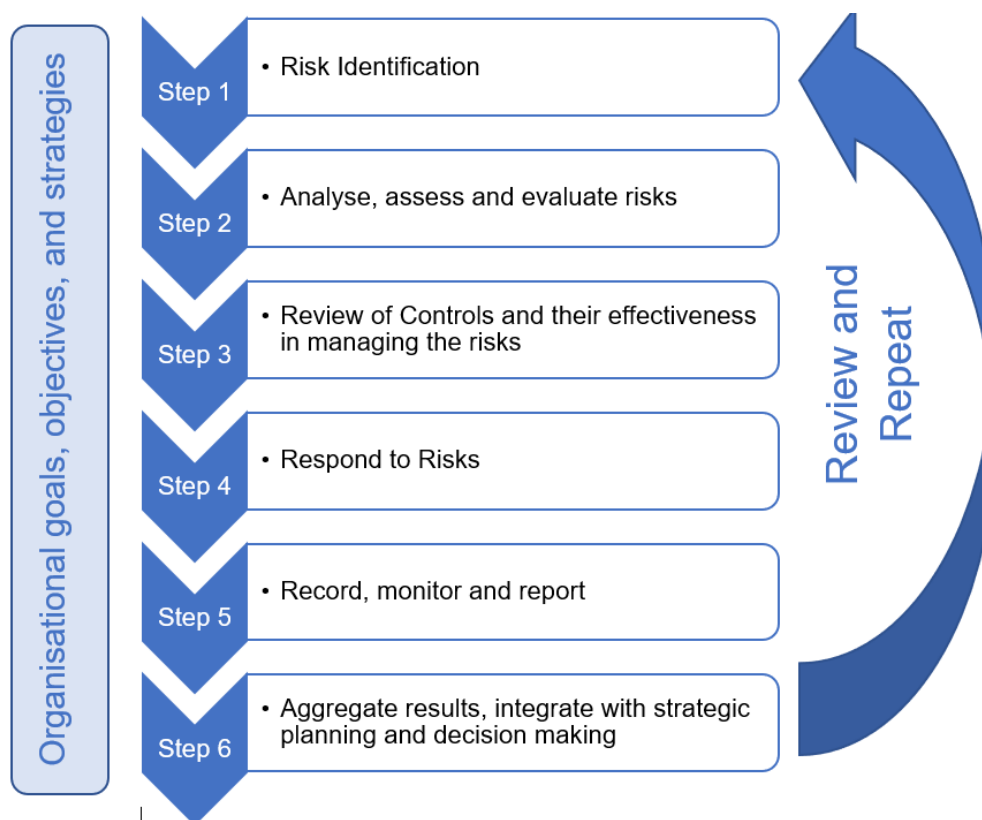 Organisational goals, objectives, and strategies
Step 1
• Risk Identification
Step 2
• Analyse, assess and evaluate risks
Step 3
• Review of Controls and their effectiveness
in managing the risks
Step 4
• Respond to Risks
Step 5
• Record, monitor and report
Step 6
• Aggregate results, integrate with strategic
planning and decision making
Review and
Repeat